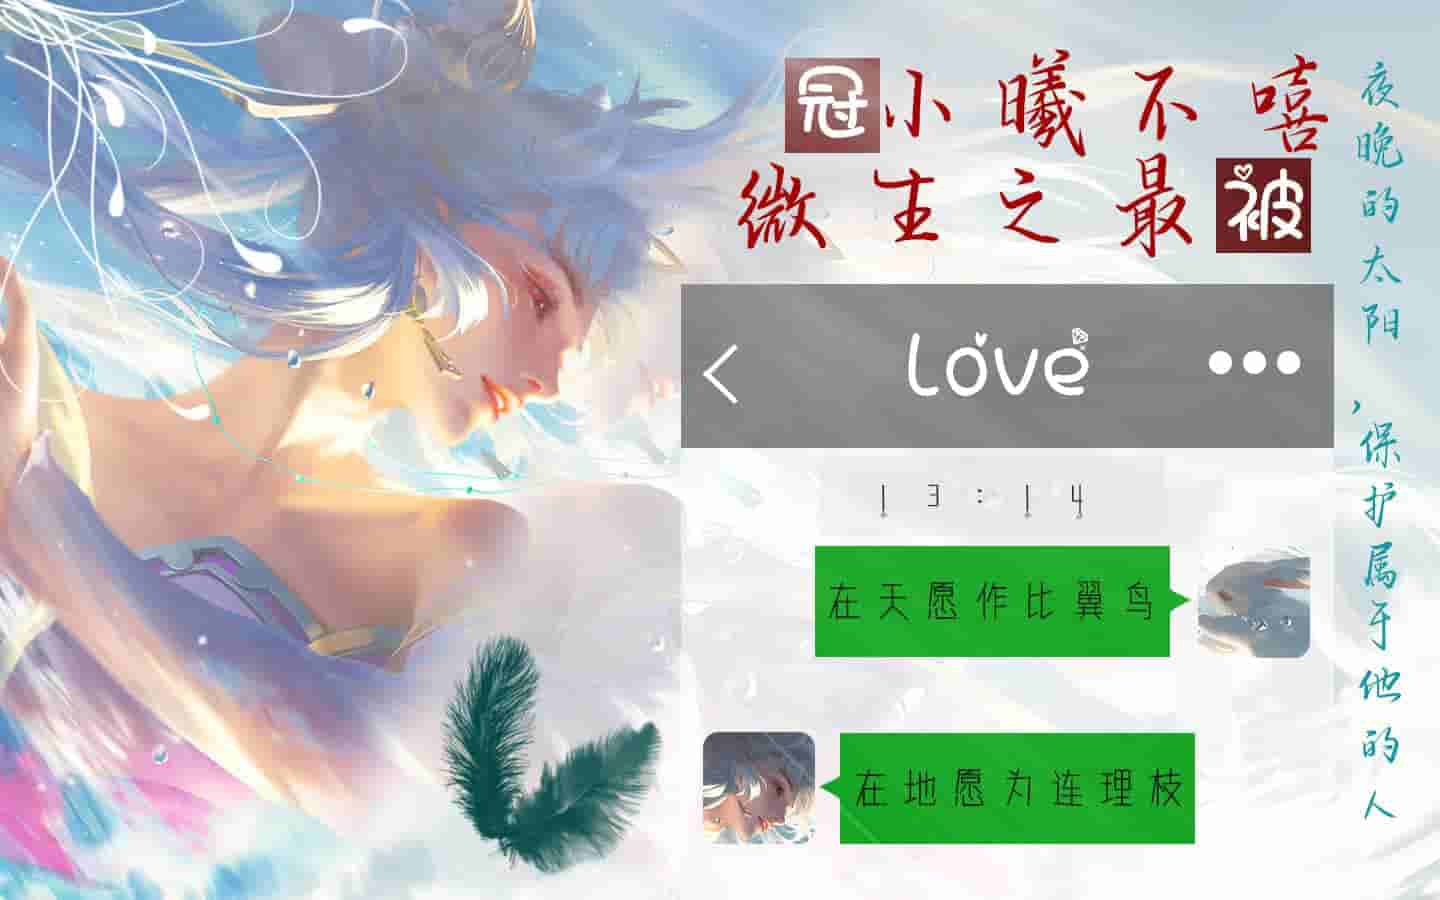 冠小曦不嘻
微生之最被
夜晚的太阳，保护属于他的人
Love
13:14
在天愿作比翼鸟
在地愿为连理枝